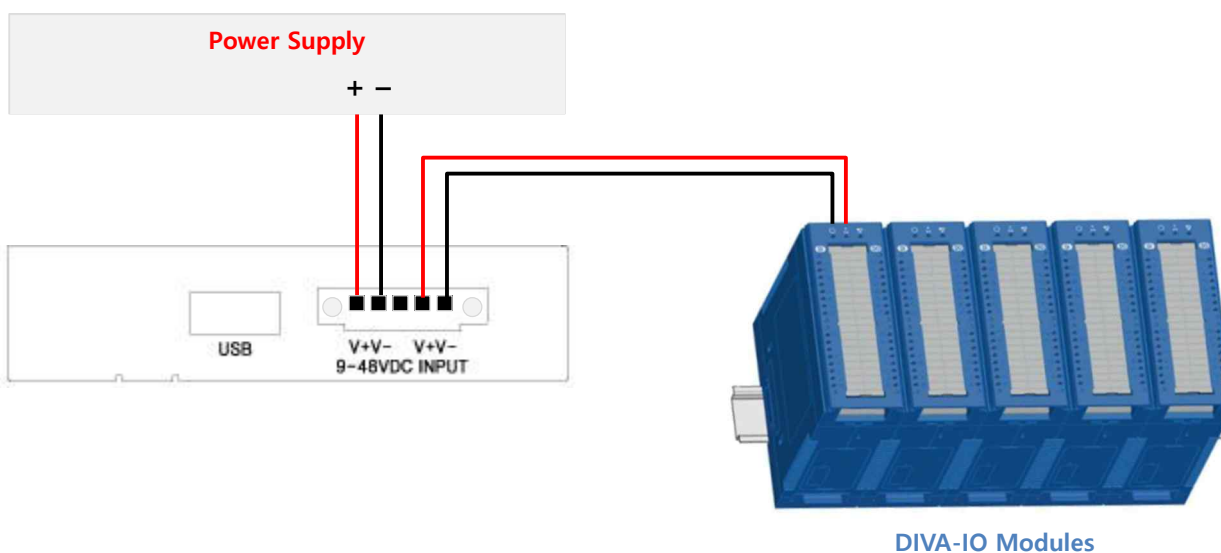 Power Supply
+ −
USB
V+V− V+V−
9-48VDC INPUT
DIVA-IO Modules